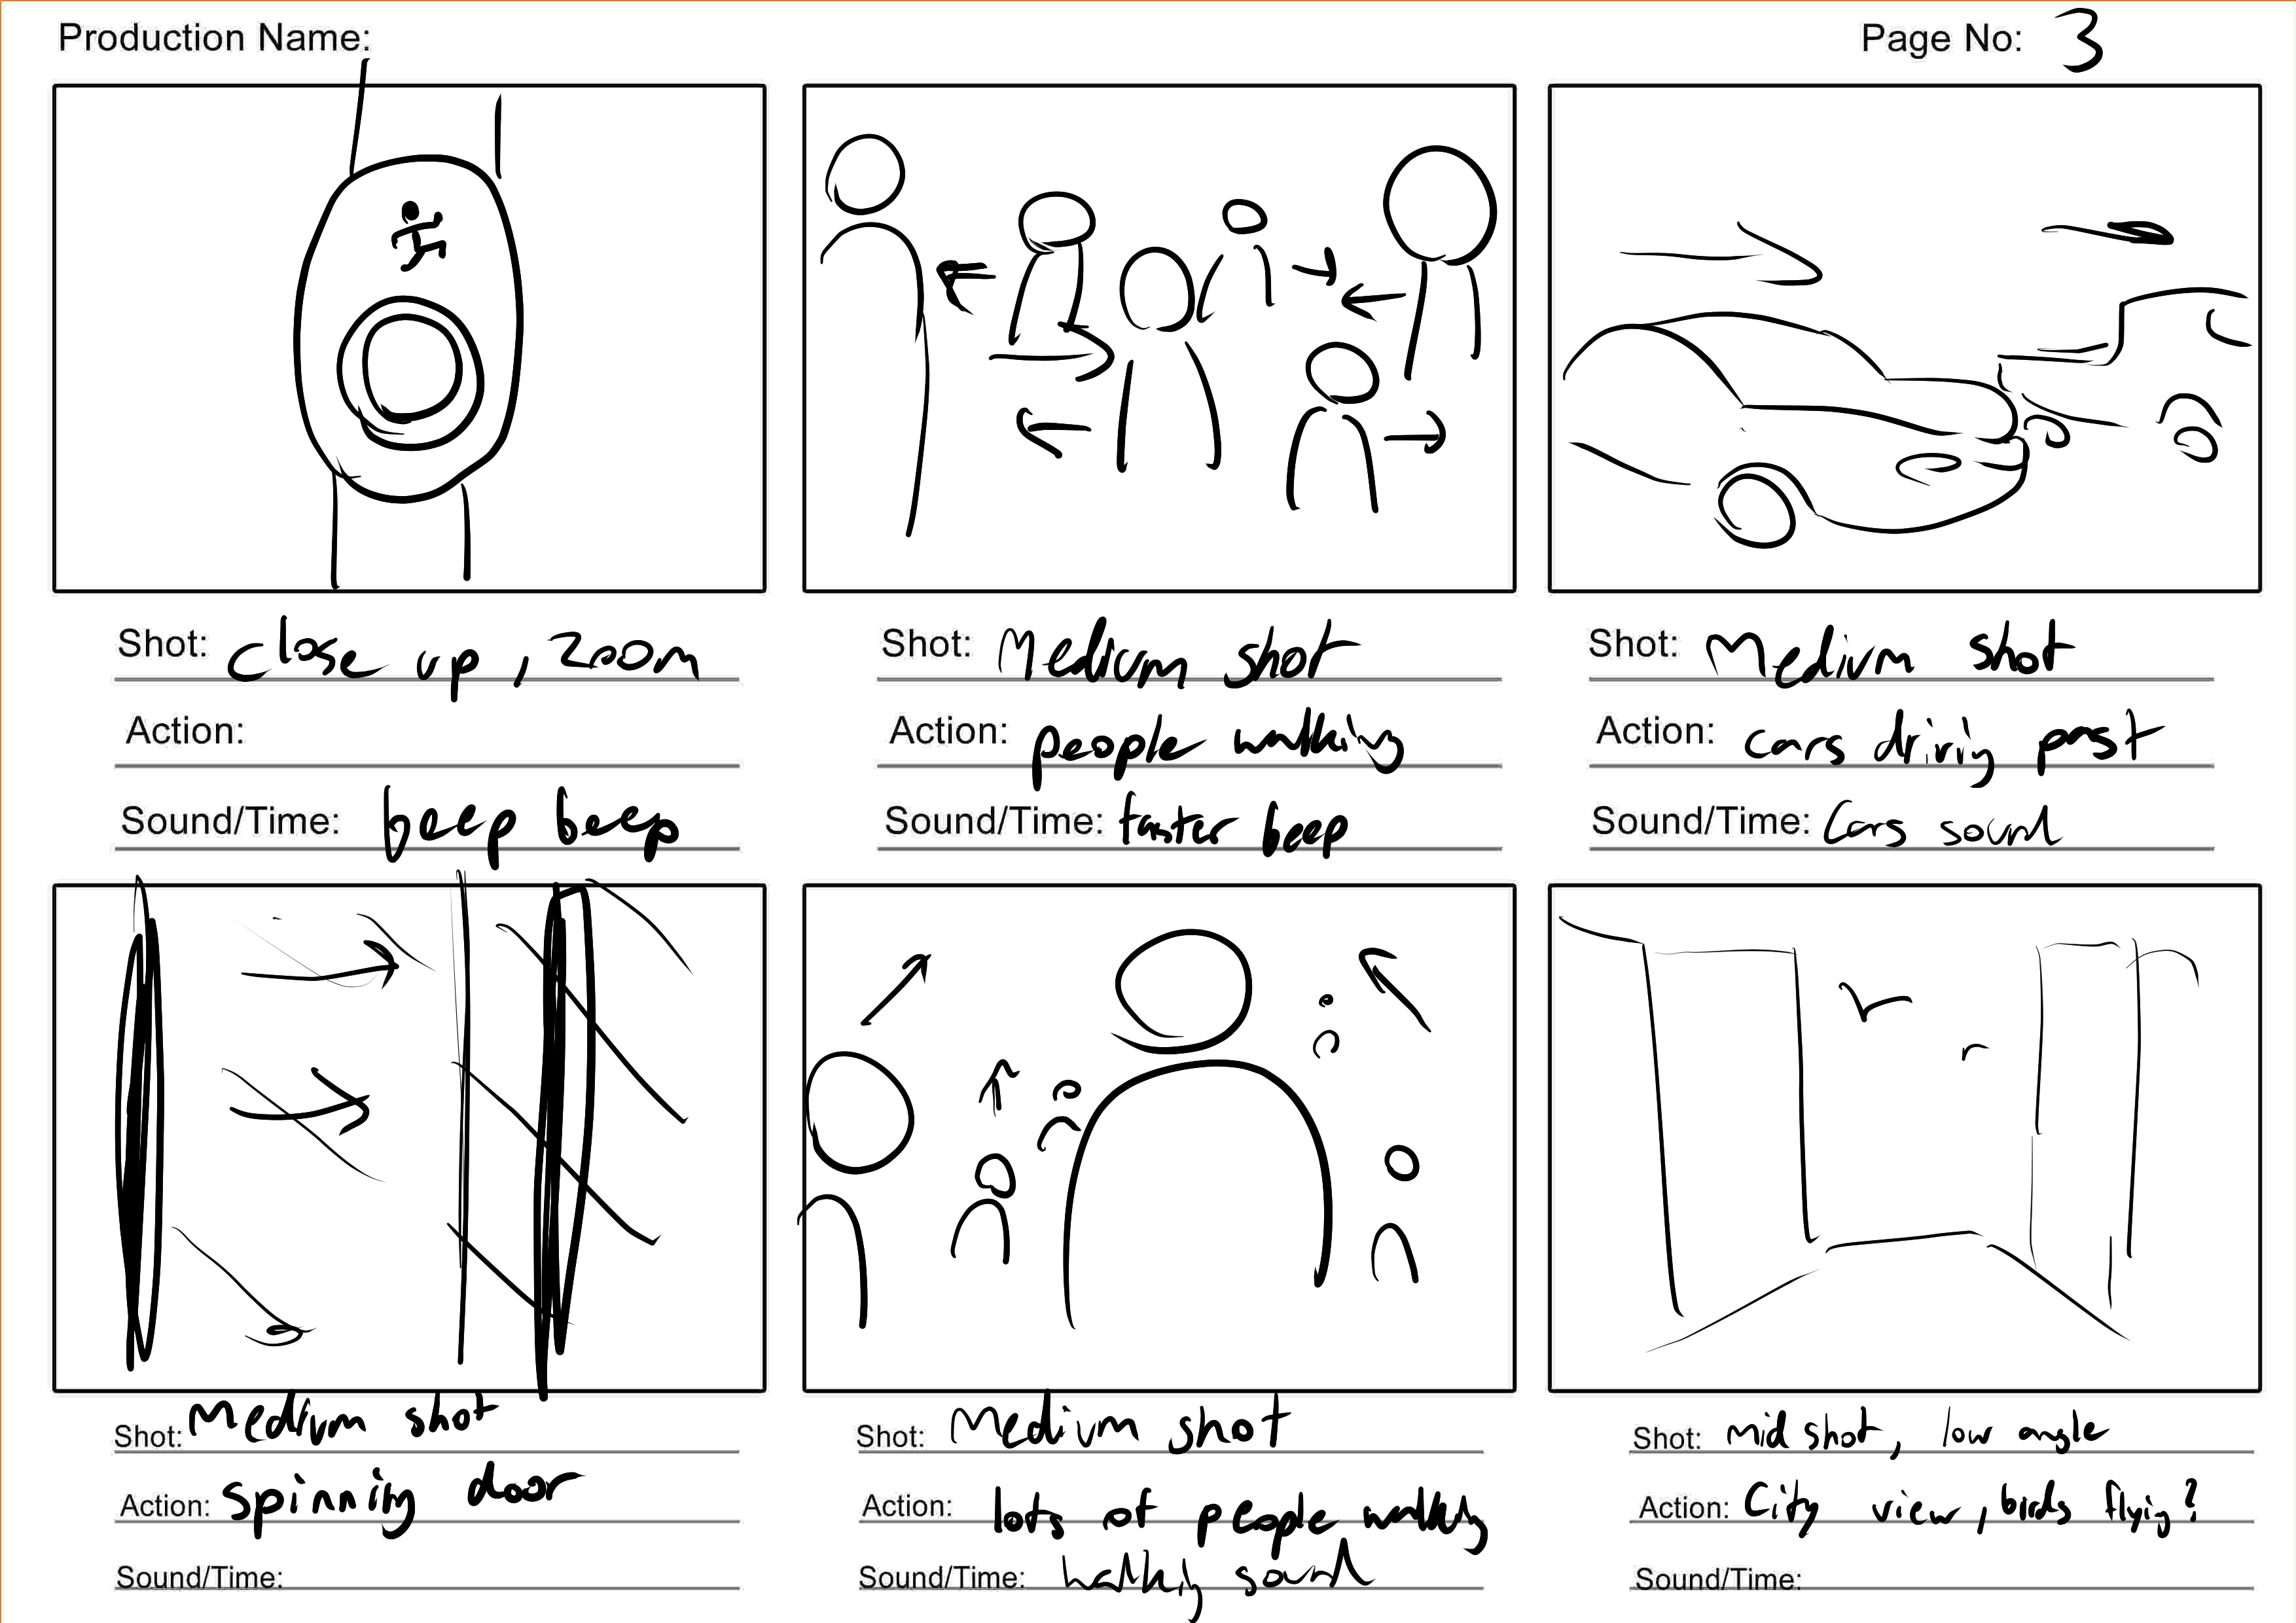 Production Name:
Page No: 3
Shot: close up, zoom
Shot: Medium shot
Shot: Medium shot
Action:
Action: people walking
Action: cars driving past
Sound/Time: beep beep
Sound/Time: faster beep
Sound/Time: Cars sound
Shot: Medium shot
Shot: Medium shot
Shot: mid shot, low angle
Action: spinning door
Action: lots of people walking
Action: City view, birds flying?
Sound/Time:
Sound/Time: walking sound
Sound/Time: